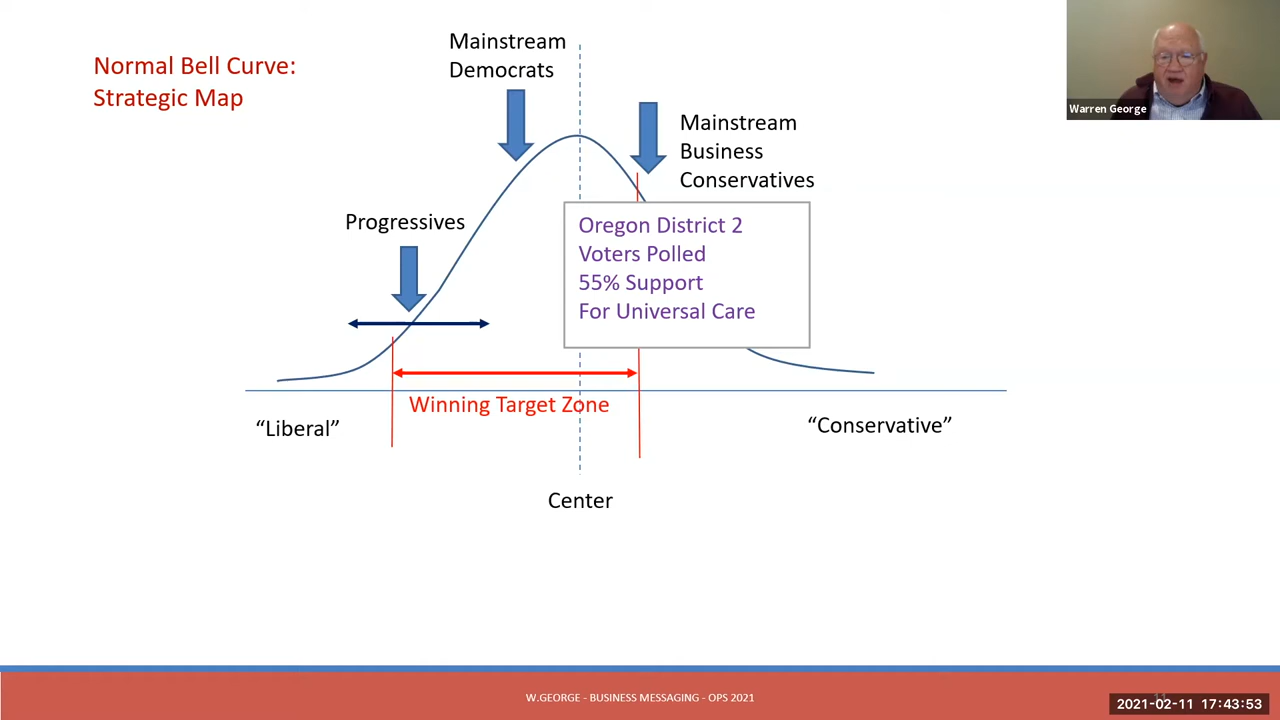 Normal Bell Curve:
Strategic Map
Mainstream
Democrats
Warren George
Mainstream
Business
Conservatives
Progressives
Oregon District 2
Voters Polled
55% Support
For Universal Care
Winning Target Zone
“Liberal”
“Conservative”
Center
W.GEORGE - BUSINESS MESSAGING - OPS 2021
2021-02-11 17:43:53